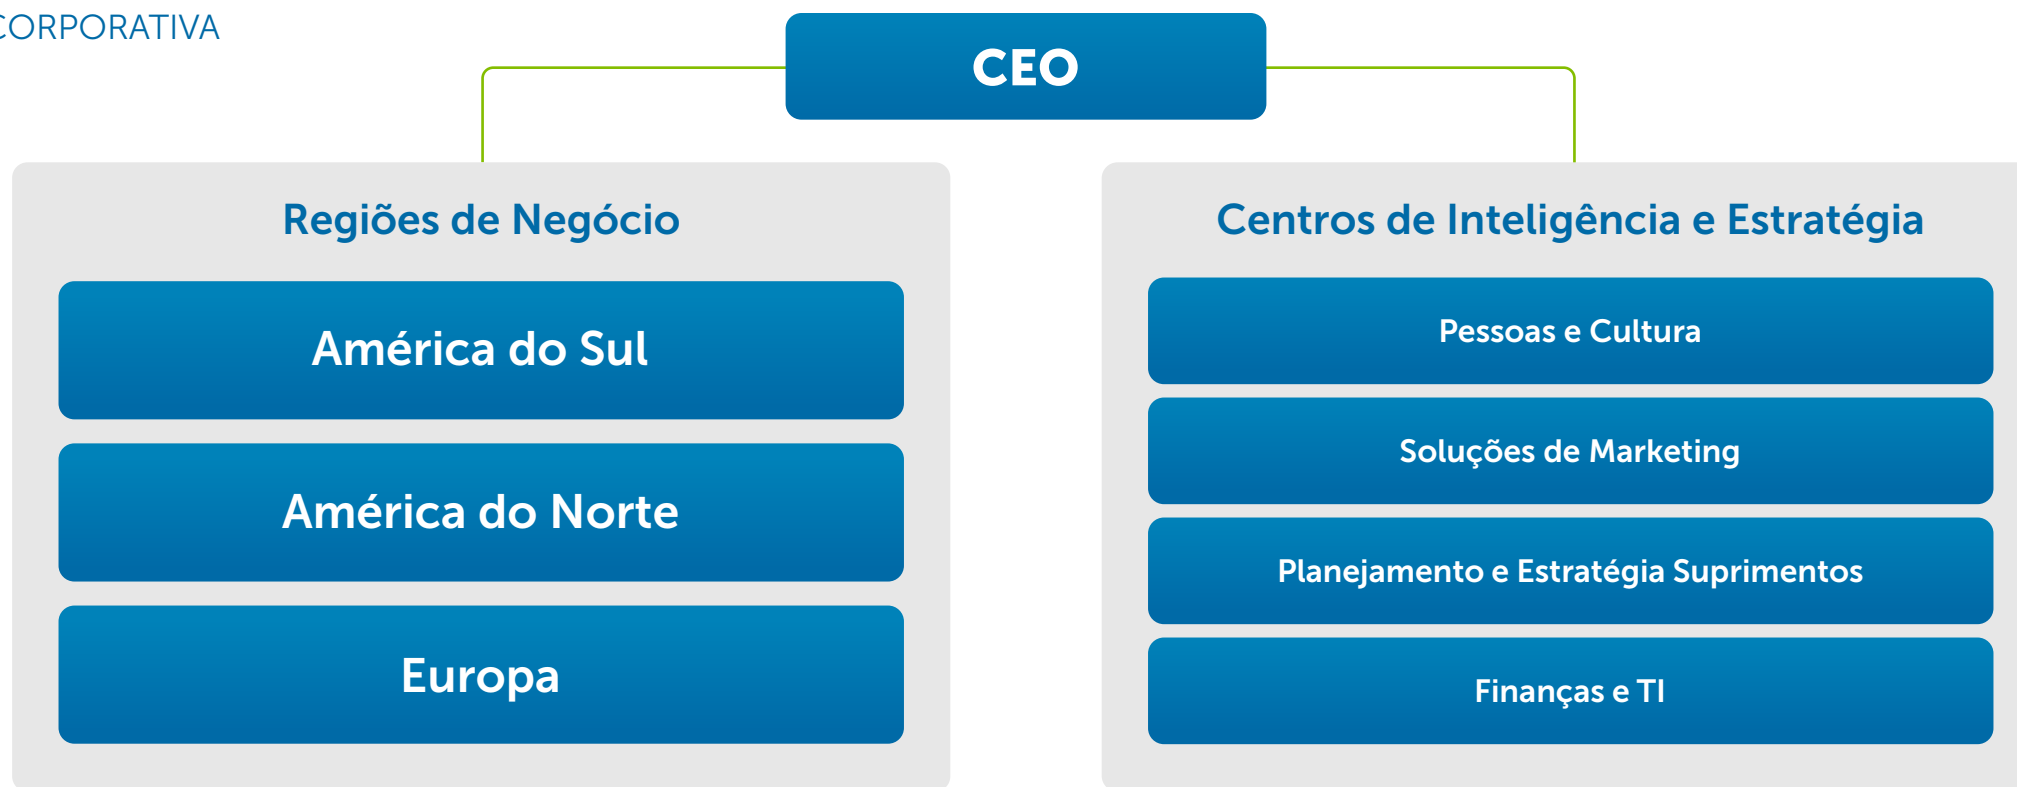 CORPORATIVA
CEO
Regiões de Negócio
América do Sul
América do Norte
Europa
Centros de Inteligência e Estratégia
Pessoas e Cultura
Soluções de Marketing
Planejamento e Estratégia Suprimentos
Finanças e TI